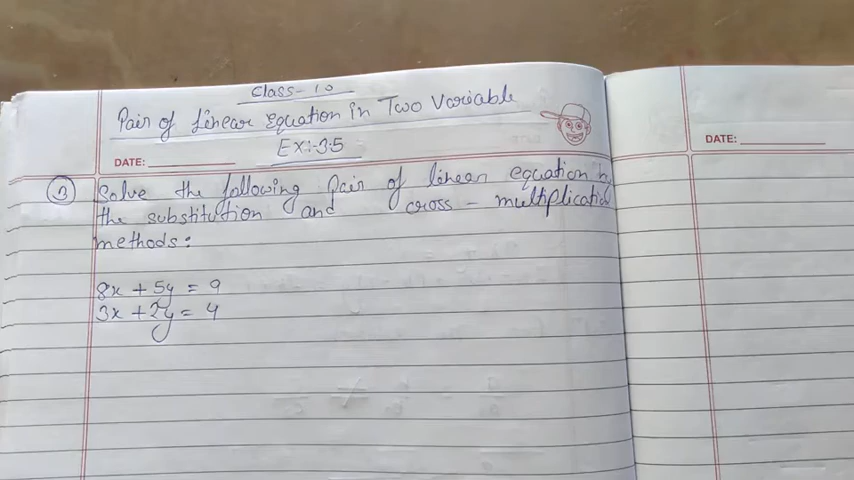 Class-10
Pair of Linear Equation in Two Variable
Ex:-3.5
DATE:
DATE:
3 Solve the following Pair of linear equation by
the substitution and cross-multiplication
methods:
8x + 5y = 9
3x + 2y = 4